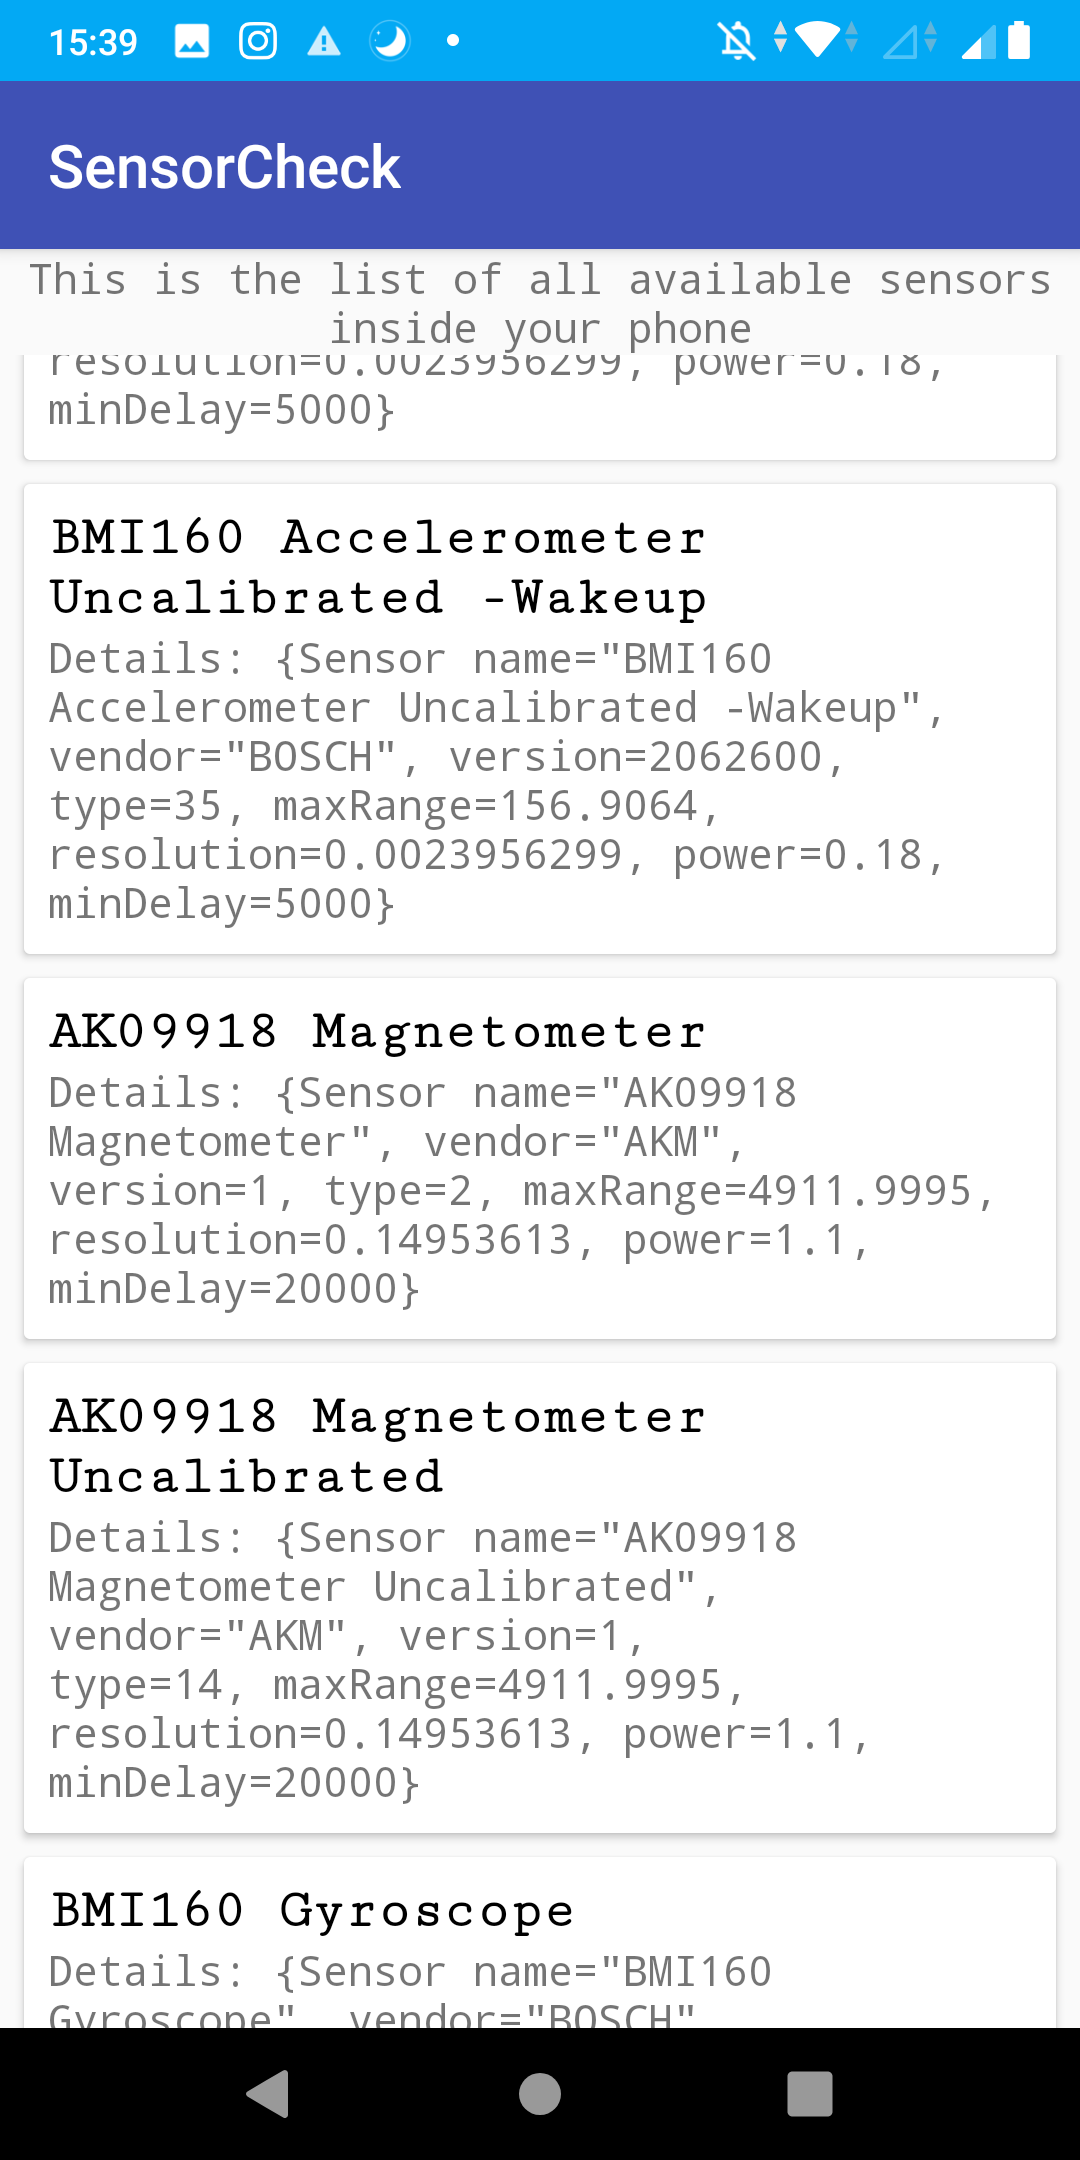 15:39
SensorCheck
This is the list of all available sensors
inside your phone
resolution=0.0023956299, power=0.18,
minDelay=5000}
BMI160 Accelerometer
Uncalibrated -Wakeup
Details: {Sensor name="BMI160
Accelerometer Uncalibrated -Wakeup",
vendor="BOSCH", version=2062600,
type=35, maxRange=156.9064,
resolution=0.0023956299, power=0.18,
minDelay=5000}
AK09918 Magnetometer
Details: {Sensor name="AK09918
Magnetometer", vendor="AKM",
version=1, type=2, maxRange=4911.9995,
resolution=0.14953613, power=1.1,
minDelay=20000}
AK09918 Magnetometer
Uncalibrated
Details: {Sensor name="AK09918
Magnetometer Uncalibrated",
vendor="AKM", version=1,
type=14, maxRange=4911.9995,
resolution=0.14953613, power=1.1,
minDelay=20000}
BMI160 Gyroscope
Details: {Sensor name="BMI160
Gyroscope" vendor="BOSCH"